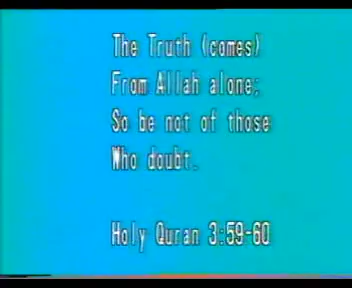 The Truth (comes)
From Allah alone;
So be not of those
Who doubt.
Holy Quran 3:59-60